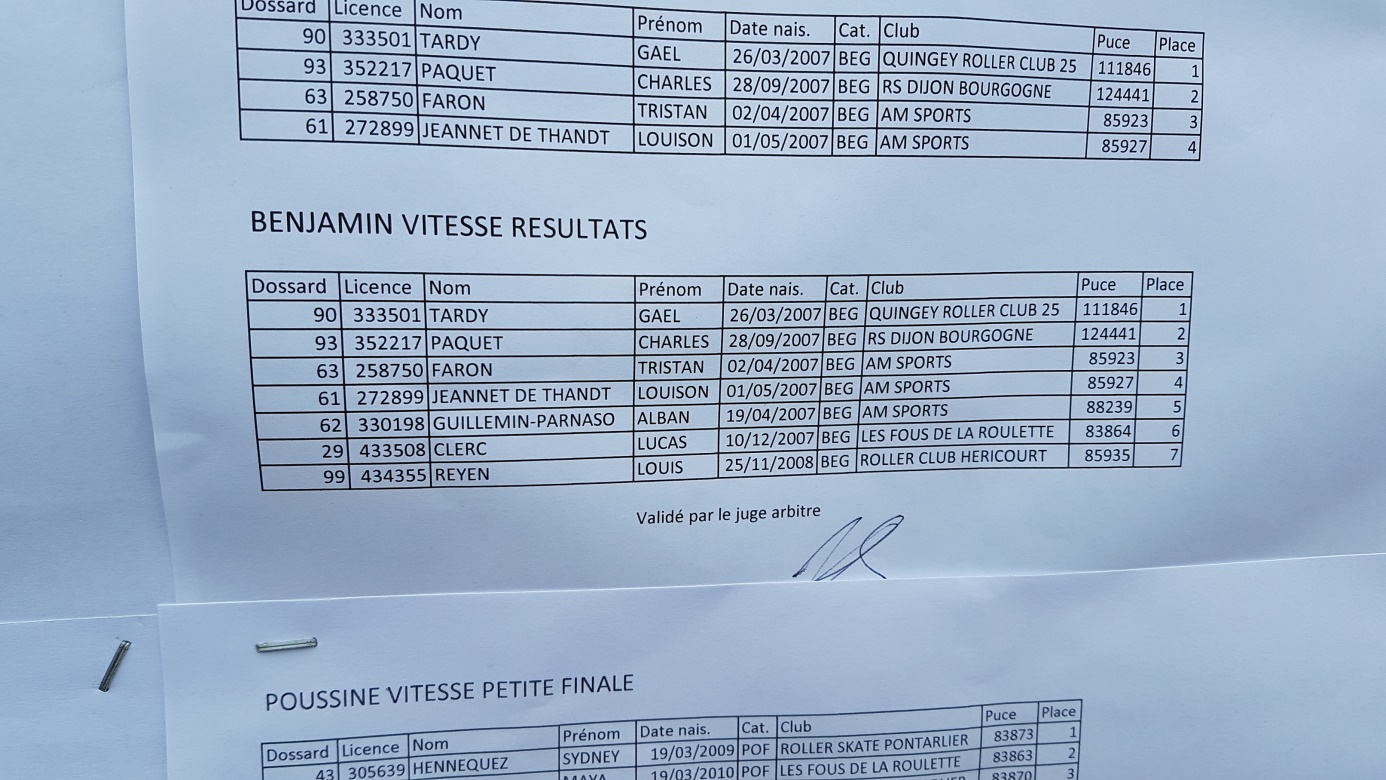 Dossard Licence Nom Prénom Date nais. Cat. Club Puce Place
90 333501 TARDY GAEL 26/03/2007 BEG QUINGEY ROLLER CLUB 25 111846 1
93 352217 PAQUET CHARLES 28/09/2007 BEG RS DIJON BOURGOGNE 124441 2
63 258750 FARON TRISTAN 02/04/2007 BEG AM SPORTS 85923 3
61 272899 JEANNET DE THANDT LOUISON 01/05/2007 BEG AM SPORTS 85927 4
BENJAMIN VITESSE RESULTATS
Dossard Licence Nom Prénom Date nais. Cat. Club Puce Place
90 333501 TARDY GAEL 26/03/2007 BEG QUINGEY ROLLER CLUB 25 111846 1
93 352217 PAQUET CHARLES 28/09/2007 BEG RS DIJON BOURGOGNE 124441 2
63 258750 FARON TRISTAN 02/04/2007 BEG AM SPORTS 85923 3
61 272899 JEANNET DE THANDT LOUISON 01/05/2007 BEG AM SPORTS 85927 4
62 330198 GUILLEMIN-PARNASO ALBAN 19/04/2007 BEG AM SPORTS 88239 5
29 433508 CLERC LUCAS 10/12/2007 BEG LES FOUS DE LA ROULETTE 83864 6
99 434355 REYEN LOUIS 25/11/2008 BEG ROLLER CLUB HERICOURT 85935 7
Validé par le juge arbitre
POUSSINE VITESSE PETITE FINALE
Dossard Licence Nom Prénom Date nais. Cat. Club Puce Place
43 305639 HENNEQUEZ SYDNEY 19/03/2009 POF ROLLER SKATE PONTARLIER 83873 1
19/03/2010 POF LES FOUS DE LA ROULETTE 83863 2
83870 3